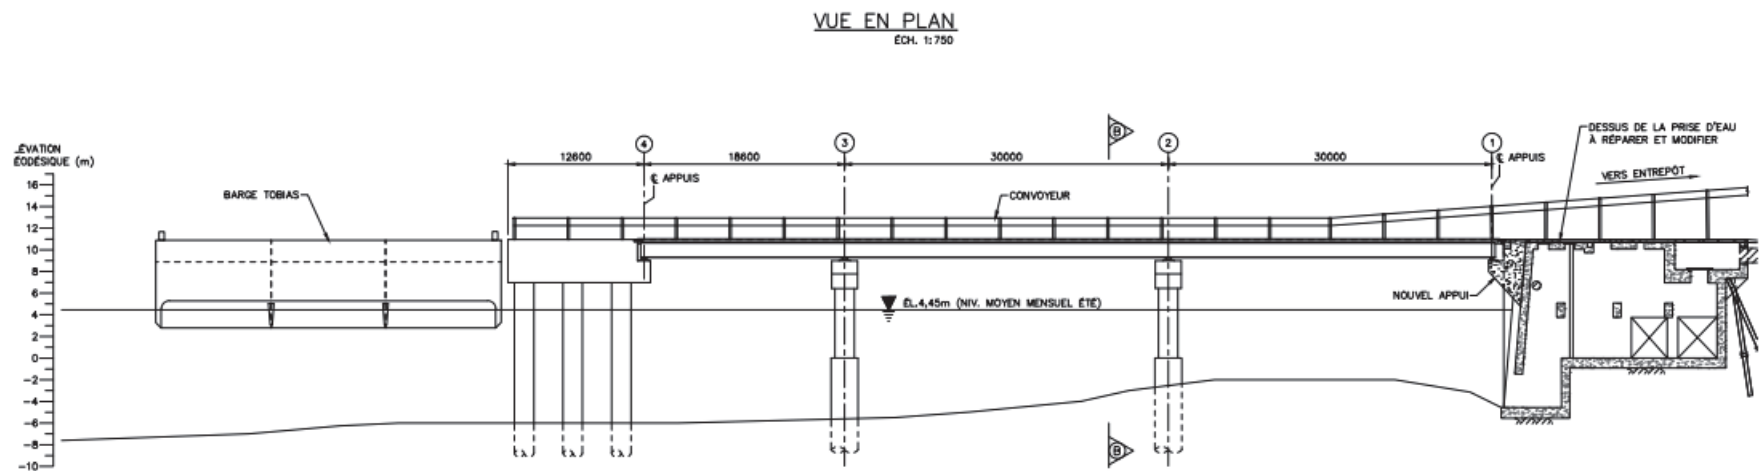 VUE EN PLAN
ÉCH. 1:750
ÉVATION
ÉODÉSIQUE (m)
16
14
12
10
8
6
4
2
0
-2
-4
-6
-8
-10
BARGE TOBIAS
12600
4
18600
3
30000
B
2
30000
1
℄ APPUIS
CONVOYEUR
℄ APPUIS
DESSUS DE LA PRISE D'EAU
À RÉPARER ET MODIFIER
VERS ENTREPÔT
ÉL.4,45m (NIV. MOYEN MENSUEL ÉTÉ)
NOUVEL APPUI
B